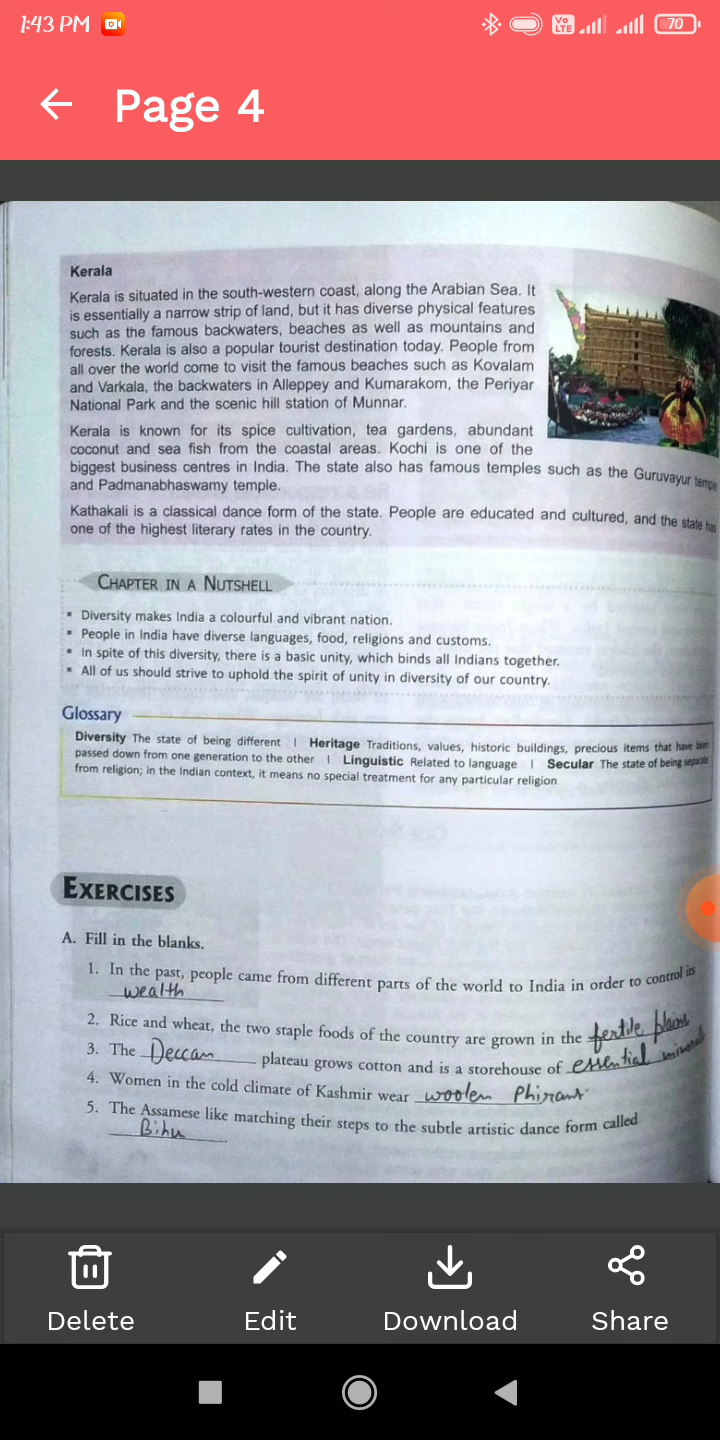 1:43 PM
Vo LTE
70
Page 4
Kerala
Kerala is situated in the south-western coast, along the Arabian Sea. It
is essentially a narrow strip of land, but it has diverse physical features
such as the famous backwaters, beaches as well as mountains and
forests. Kerala is also a popular tourist destination today. People from
all over the world come to visit the famous beaches such as Kovalam
and Varkala, the backwaters in Alleppey and Kumarakom, the Periyar
National Park and the scenic hill station of Munnar.
Kerala is known for its spice cultivation, tea gardens, abundant
coconut and sea fish from the coastal areas. Kochi is one of the
biggest business centres in India. The state also has famous temples such as the Guruvayur temple
and Padmanabhaswamy temple.
Kathakali is a classical dance form of the state. People are educated and cultured, and the state has
one of the highest literary rates in the country.
CHAPTER IN A NUTSHELL
▪ Diversity makes India a colourful and vibrant nation.
▪ People in India have diverse languages, food, religions and customs.
▪ In spite of this diversity, there is a basic unity, which binds all Indians together.
▪ All of us should strive to uphold the spirit of unity in diversity of our country.
Glossary
Diversity The state of being different | Heritage Traditions, values, historic buildings, precious items that have been
passed down from one generation to the other | Linguistic Related to language | Secular The state of being separate
from religion; in the Indian context, it means no special treatment for any particular religion
EXERCISES
A. Fill in the blanks.
1. In the past, people came from different parts of the world to India in order to control its
wealth
2. Rice and wheat, the two staple foods of the country are grown in the fertile plains
3. The Deccan plateau grows cotton and is a storehouse of essential minerals
4. Women in the cold climate of Kashmir wear woolen Phirans.
5. The Assamese like matching their steps to the subtle artistic dance form called
Bihu
Delete Edit Download Share